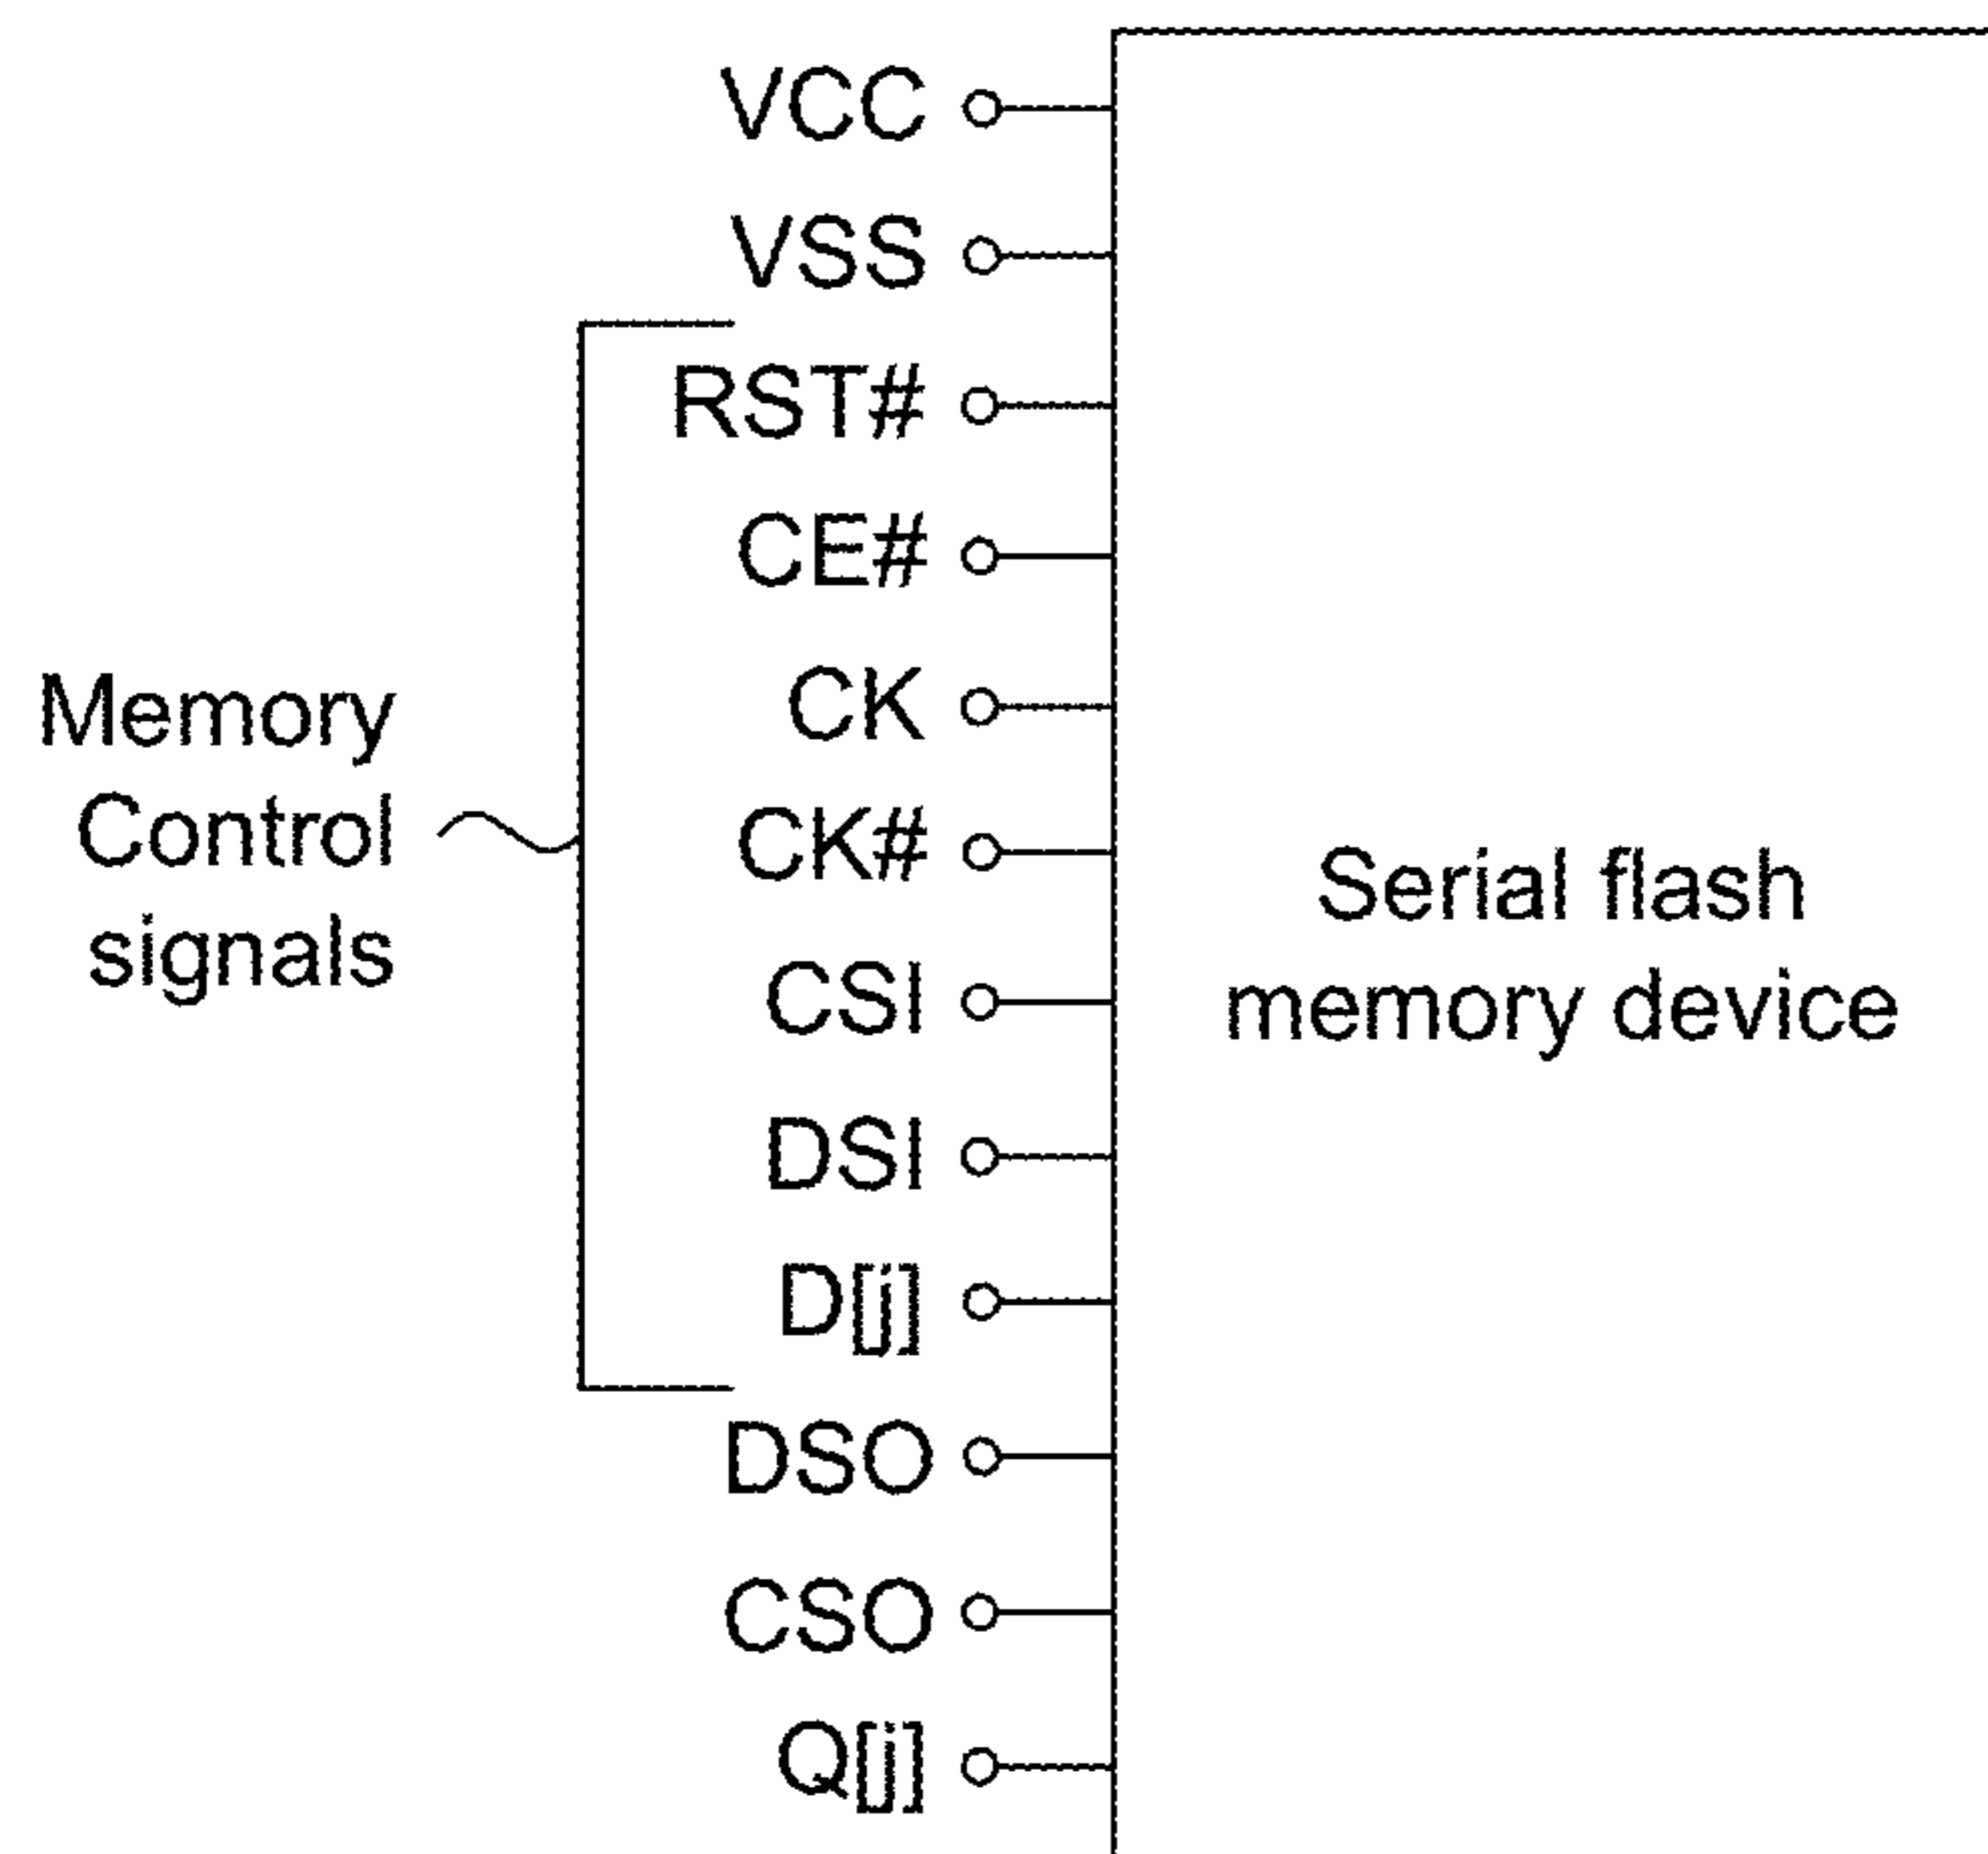 VCC
VSS
RST#
CE#
CK
CK#
CSI
DSI
D[j]
DSO
CSO
Q[j]
Memory
Control
signals
Serial flash
memory device